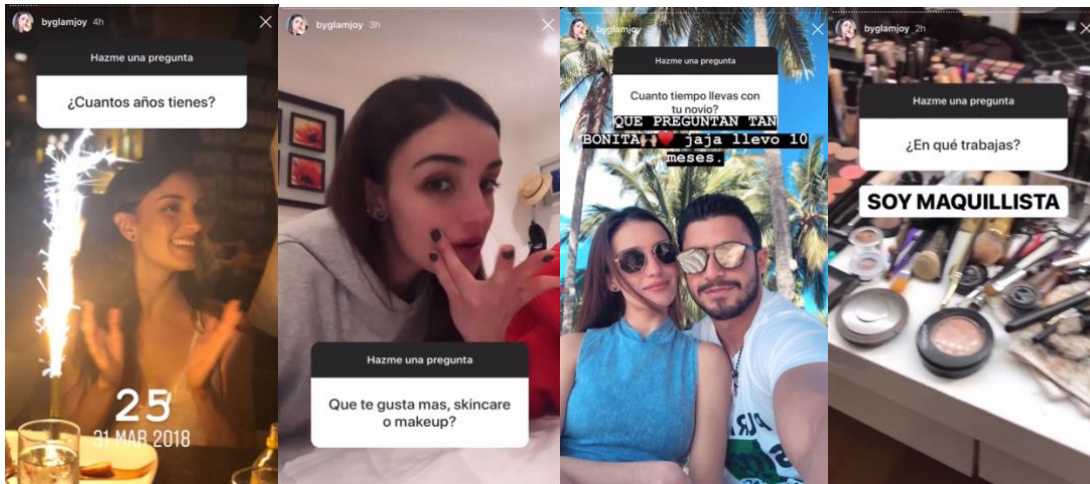 byglamjoy 4h
Hazme una pregunta
¿Cuantos años tienes?
25
31 MAR 2018
byglamjoy 3h
Que te gusta mas, skincare
o makeup?
Hazme una pregunta
byglamjoy
Hazme una pregunta
Cuanto tiempo llevas con
tu novio?
QUE PREGUNTAN TAN
BONITA🙌❤️ jaja llevo 10
meses.
byglamjoy 2h
Hazme una pregunta
¿En qué trabajas?
SOY MAQUILLISTA